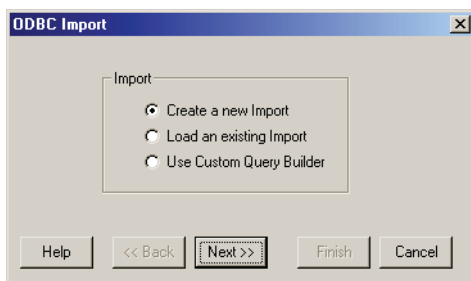 ODBC Import
Import
Create a new Import
Load an existing Import
Use Custom Query Builder
Help << Back Next >> Finish Cancel